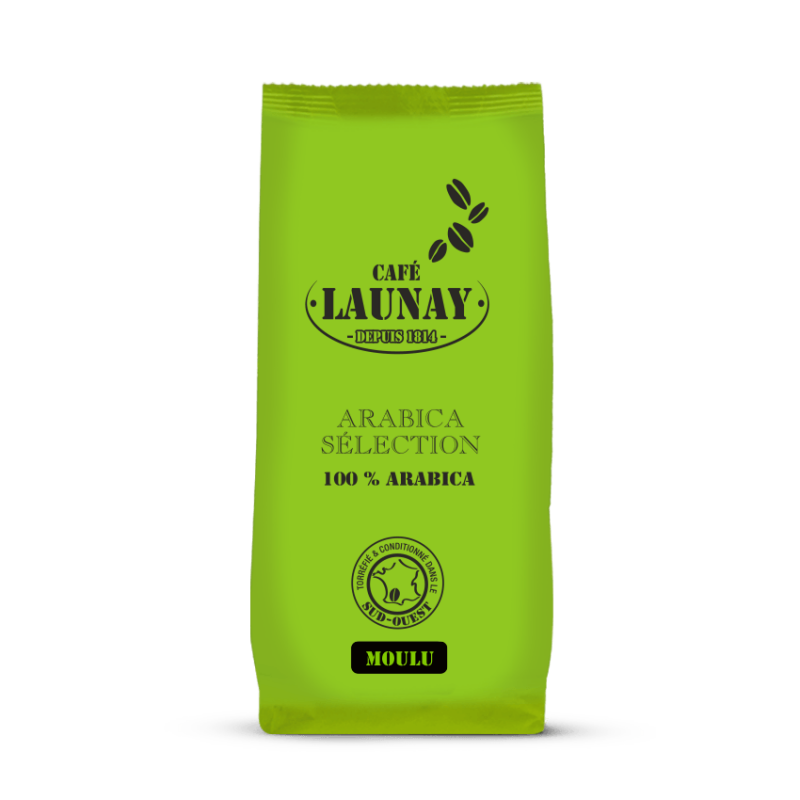 CAFÉ
LAUNAY
- DEPUIS 1814 -
ARABICA
SÉLECTION
100 % ARABICA
TORRÉFIÉ & CONDITIONNÉ DANS LE
SUD-OUEST
MOULU